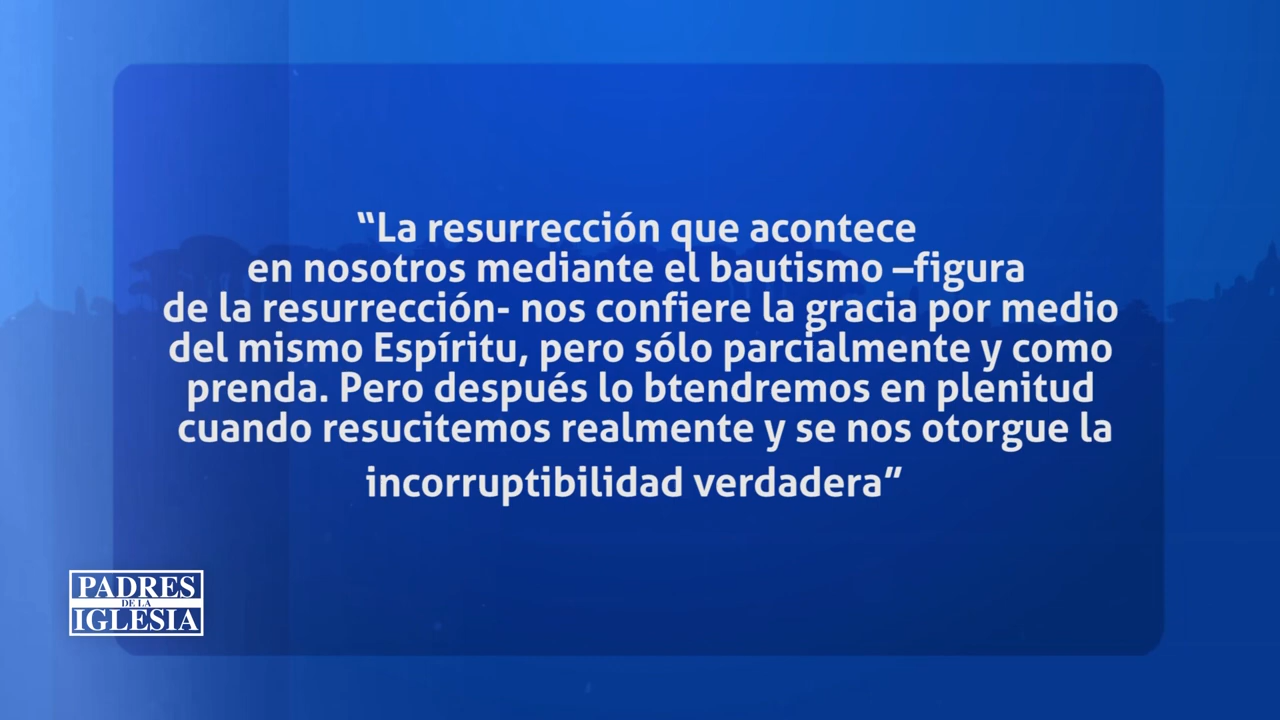 “La resurrección que acontece
en nosotros mediante el bautismo –figura
de la resurrección- nos confiere la gracia por medio
del mismo Espíritu, pero sólo parcialmente y como
prenda. Pero después lo btendremos en plenitud
cuando resucitemos realmente y se nos otorgue la
incorruptibilidad verdadera”
PADRES
DE LA
IGLESIA